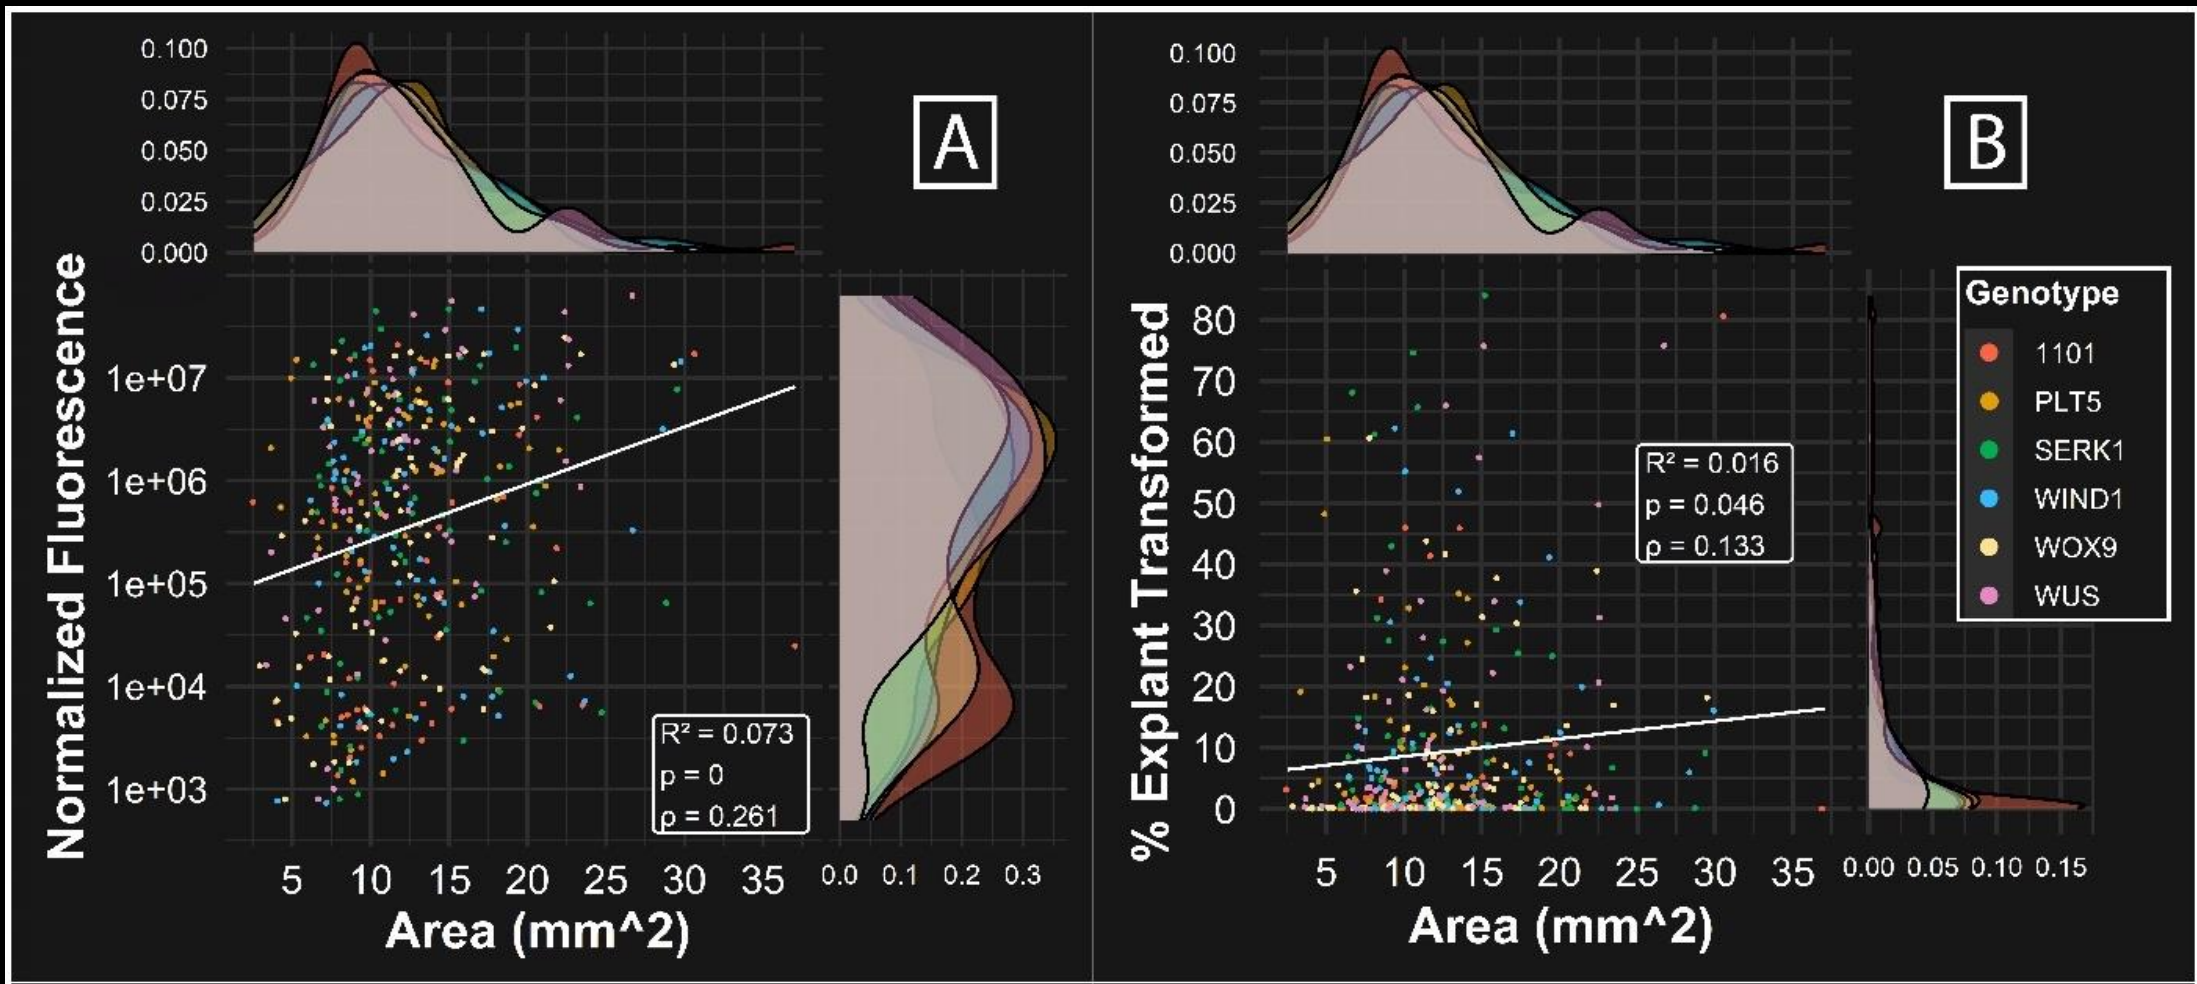 0.100
0.075
0.050
0.025
0.000
A
Normalized Fluorescence
1e+07
1e+06
1e+05
1e+04
1e+03
R² = 0.073
p = 0
ρ = 0.261
5 10 15 20 25 30 35
0.0 0.1 0.2 0.3
Area (mm^2)
0.100
0.075
0.050
0.025
0.000
B
% Explant Transformed
80
70
60
50
40
30
20
10
0
R² = 0.016
p = 0.046
ρ = 0.133
Genotype
1101
PLT5
SERK1
WIND1
WOX9
WUS
5 10 15 20 25 30 35
0.00 0.05 0.10 0.15
Area (mm^2)